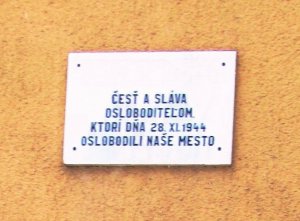 ČESŤ A SLÁVA
OSLOBODITEĽOM.
KTORÍ DŇA 28. XI. 1944
OSLOBODILI NAŠE MESTO